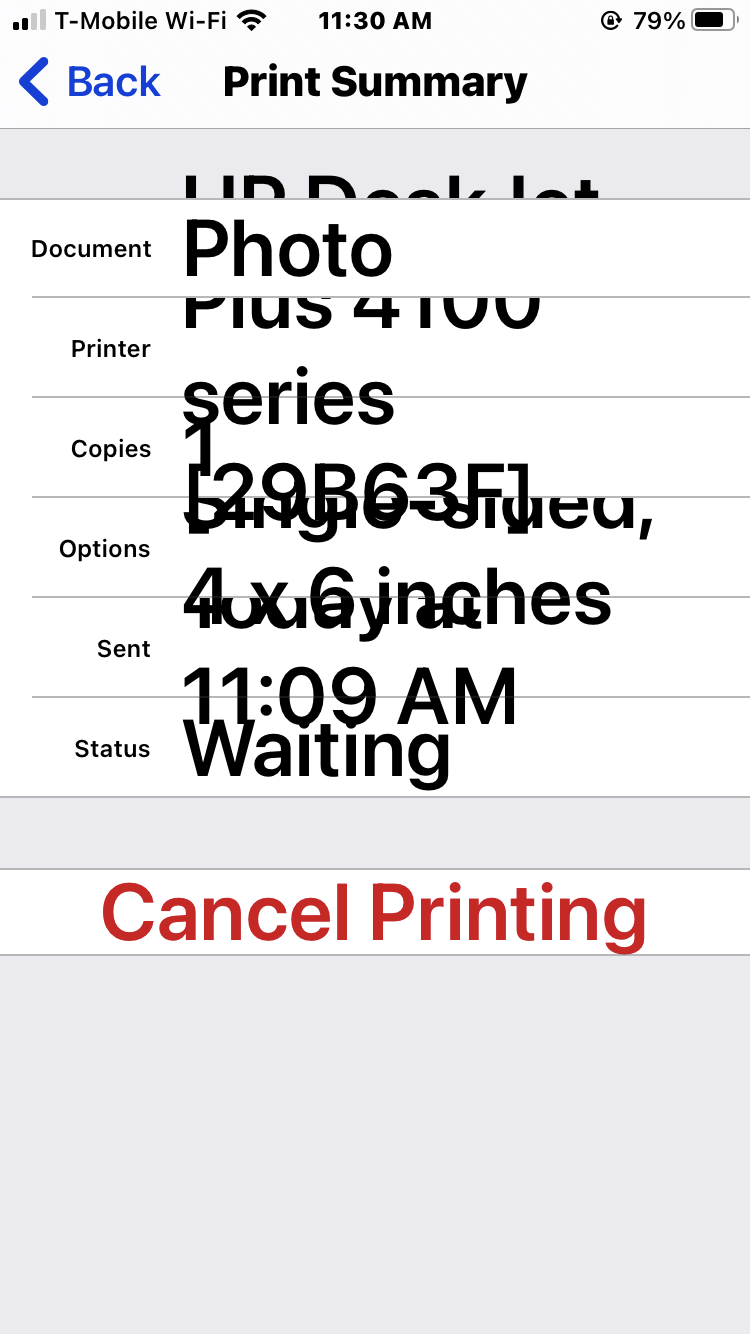 T-Mobile Wi-Fi 11:30 AM 79%
Back Print Summary
HP DeskJet
Document Photo
Plus 4100
Printer
series
Copies 1
[29B63F]
Single-sided,
Options
4 x 6 inches
Today at
Sent
11:09 AM
Status Waiting
Cancel Printing